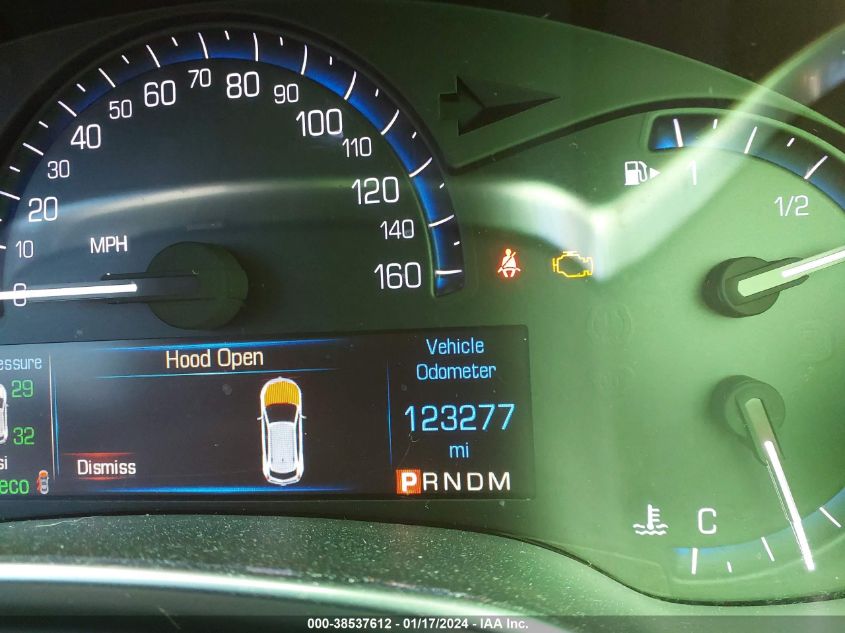 0
10
20
30
40
50
60
70
80
90
100
110
120
140
160
MPH
1
1/2
essure
29
32
si
eco
Hood Open
Dismiss
Vehicle
Odometer
123277
mi
PRNDM
C
000-38537612 - 01/17/2024 - IAA Inc.